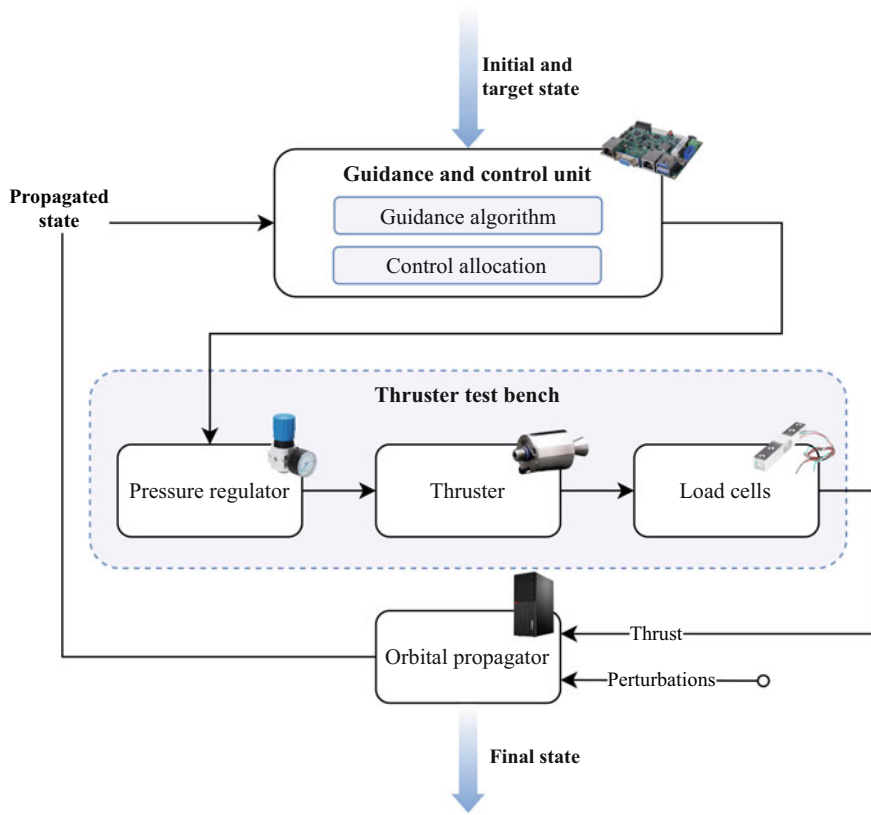 Initial and
target state
Guidance and control unit
Propagated
state
Guidance algorithm
Control allocation
Thruster test bench
Pressure regulator
Thruster
Load cells
Thrust
Orbital propagator
Perturbations
Final state